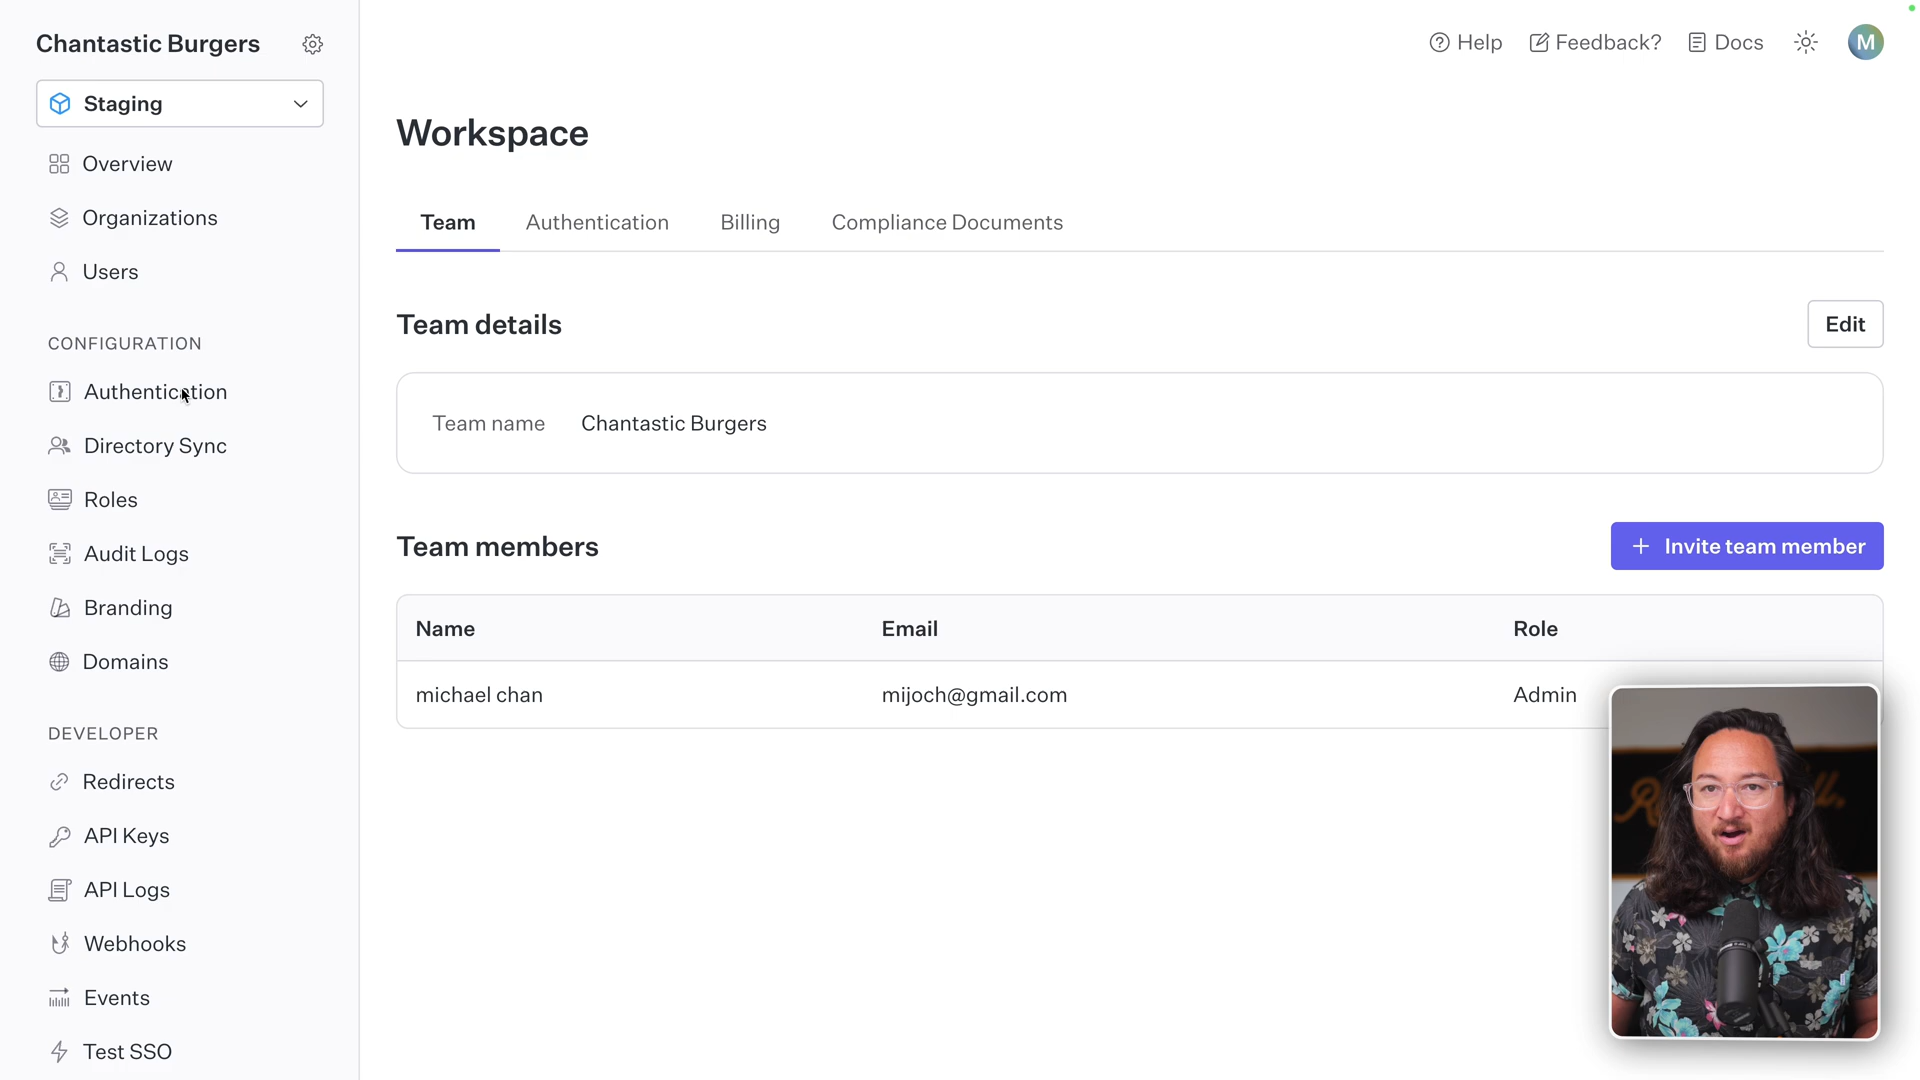 Chantastic Burgers
Staging
Overview
Organizations
Users
CONFIGURATION
Authentication
Directory Sync
Roles
Audit Logs
Branding
Domains
DEVELOPER
Redirects
API Keys
API Logs
Webhooks
Events
Test SSO
Help
Feedback?
Docs
M
Workspace
Team
Authentication
Billing
Compliance Documents
Team details
Edit
Team name Chantastic Burgers
Team members
Invite team member
Name Email Role
michael chan mijoch@gmail.com Admin